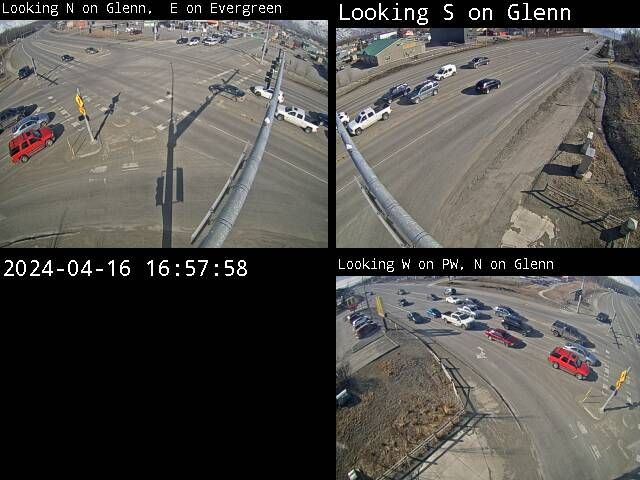 Looking N on Glenn,  E on Evergreen
Looking S on Glenn
2024-04-16 16:57:58
Looking W on PW, N on Glenn